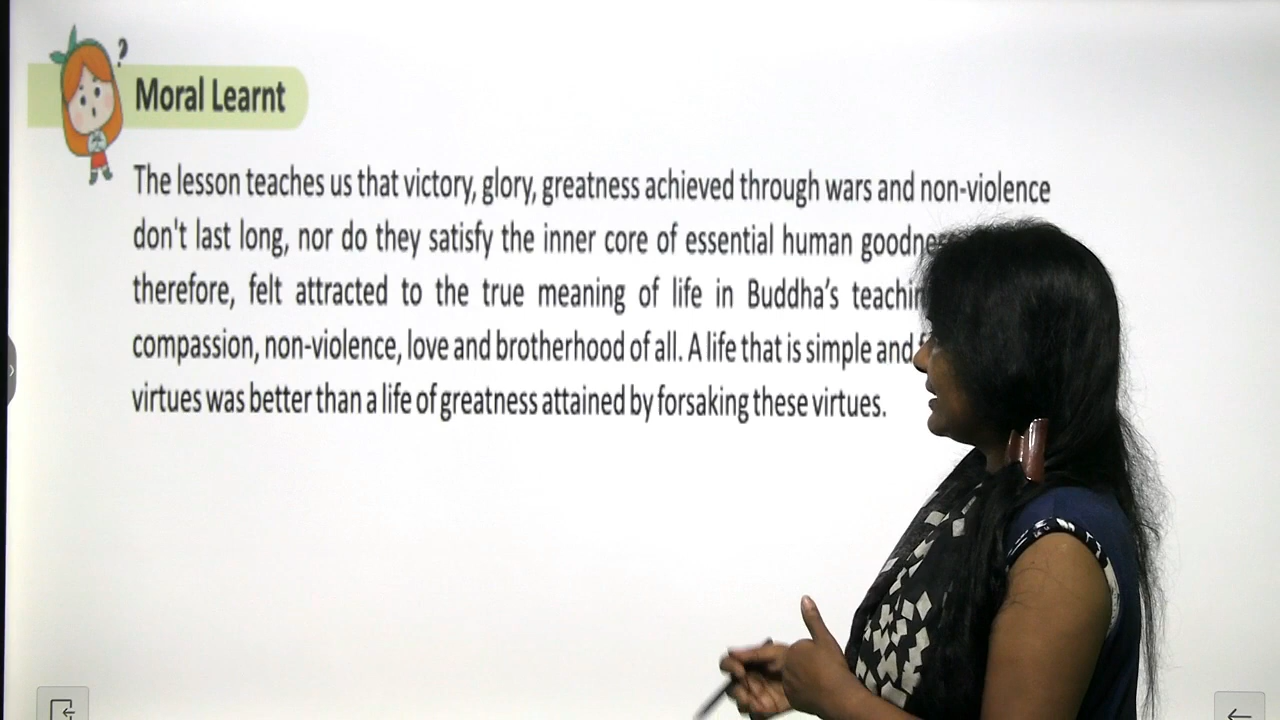 Moral Learnt
The lesson teaches us that victory, glory, greatness achieved through wars and non-violence
don't last long, nor do they satisfy the inner core of essential human
therefore, felt attracted to the true meaning of life in Buddha's
compassion, non-violence, love and brotherhood of all. A life that is simple and
virtues was better than a life of greatness attained by forsaking these virtues.